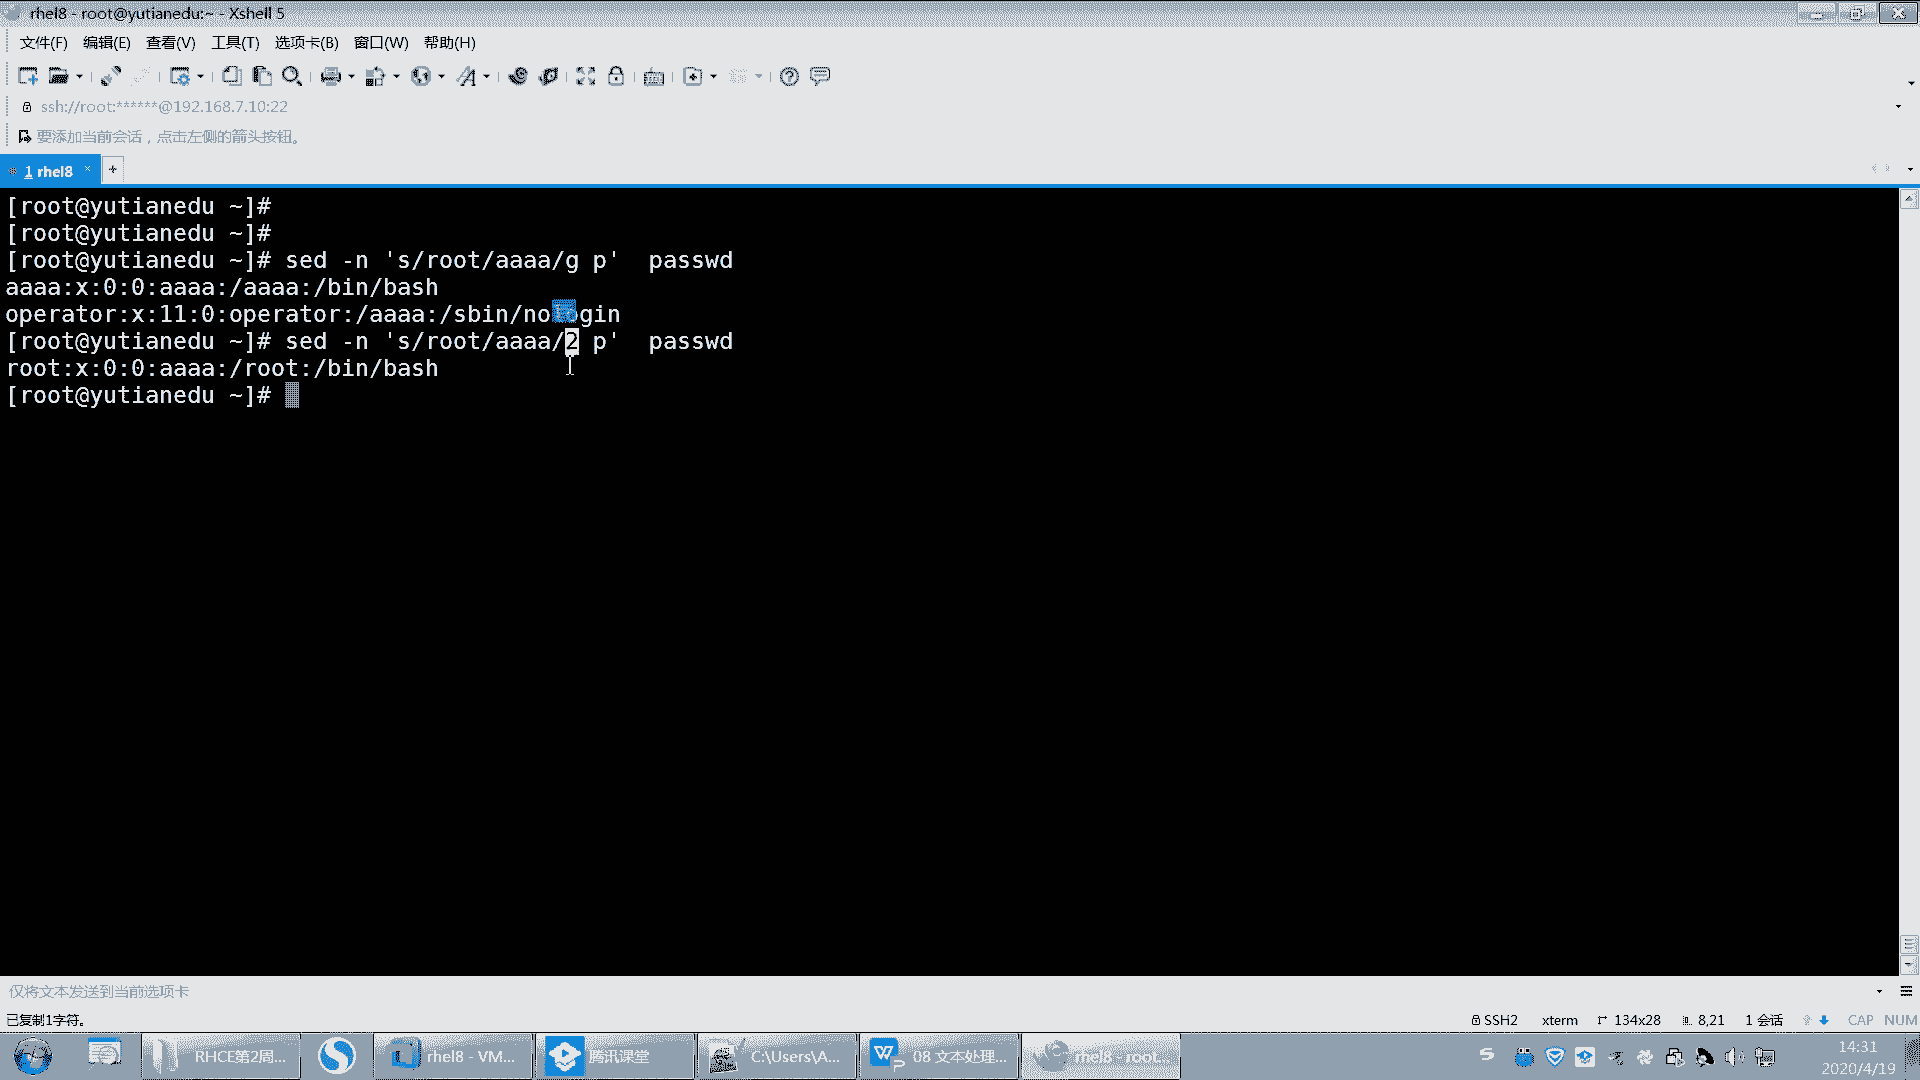 rhel8 - root@yutianedu:~ - Xshell 5
文件(F) 编辑(E) 查看(V) 工具(T) 选项卡(B) 窗口(W) 帮助(H)
ssh://root:******@192.168.7.10:22
要添加当前会话，点击左侧的箭头按钮。
1 rhel8
[root@yutianedu ~]#
[root@yutianedu ~]#
[root@yutianedu ~]# sed -n 's/root/aaaa/g p'  passwd
aaaa:x:0:0:aaaa:/aaaa:/bin/bash
operator:x:11:0:operator:/aaaa:/sbin/nologin
[root@yutianedu ~]# sed -n 's/root/aaaa/2 p'  passwd
root:x:0:0:aaaa:/root:/bin/bash
[root@yutianedu ~]#
仅将文本发送到当前选项卡
已复制1字符。 SSH2 xterm 134x28 8,21 1 会话 CAP NUM
RHCE第2周... rhel8 - VM... 腾讯课堂 C:\Users\A... 08 文本处理... rhel8 - root... 14:31
2020/4/19